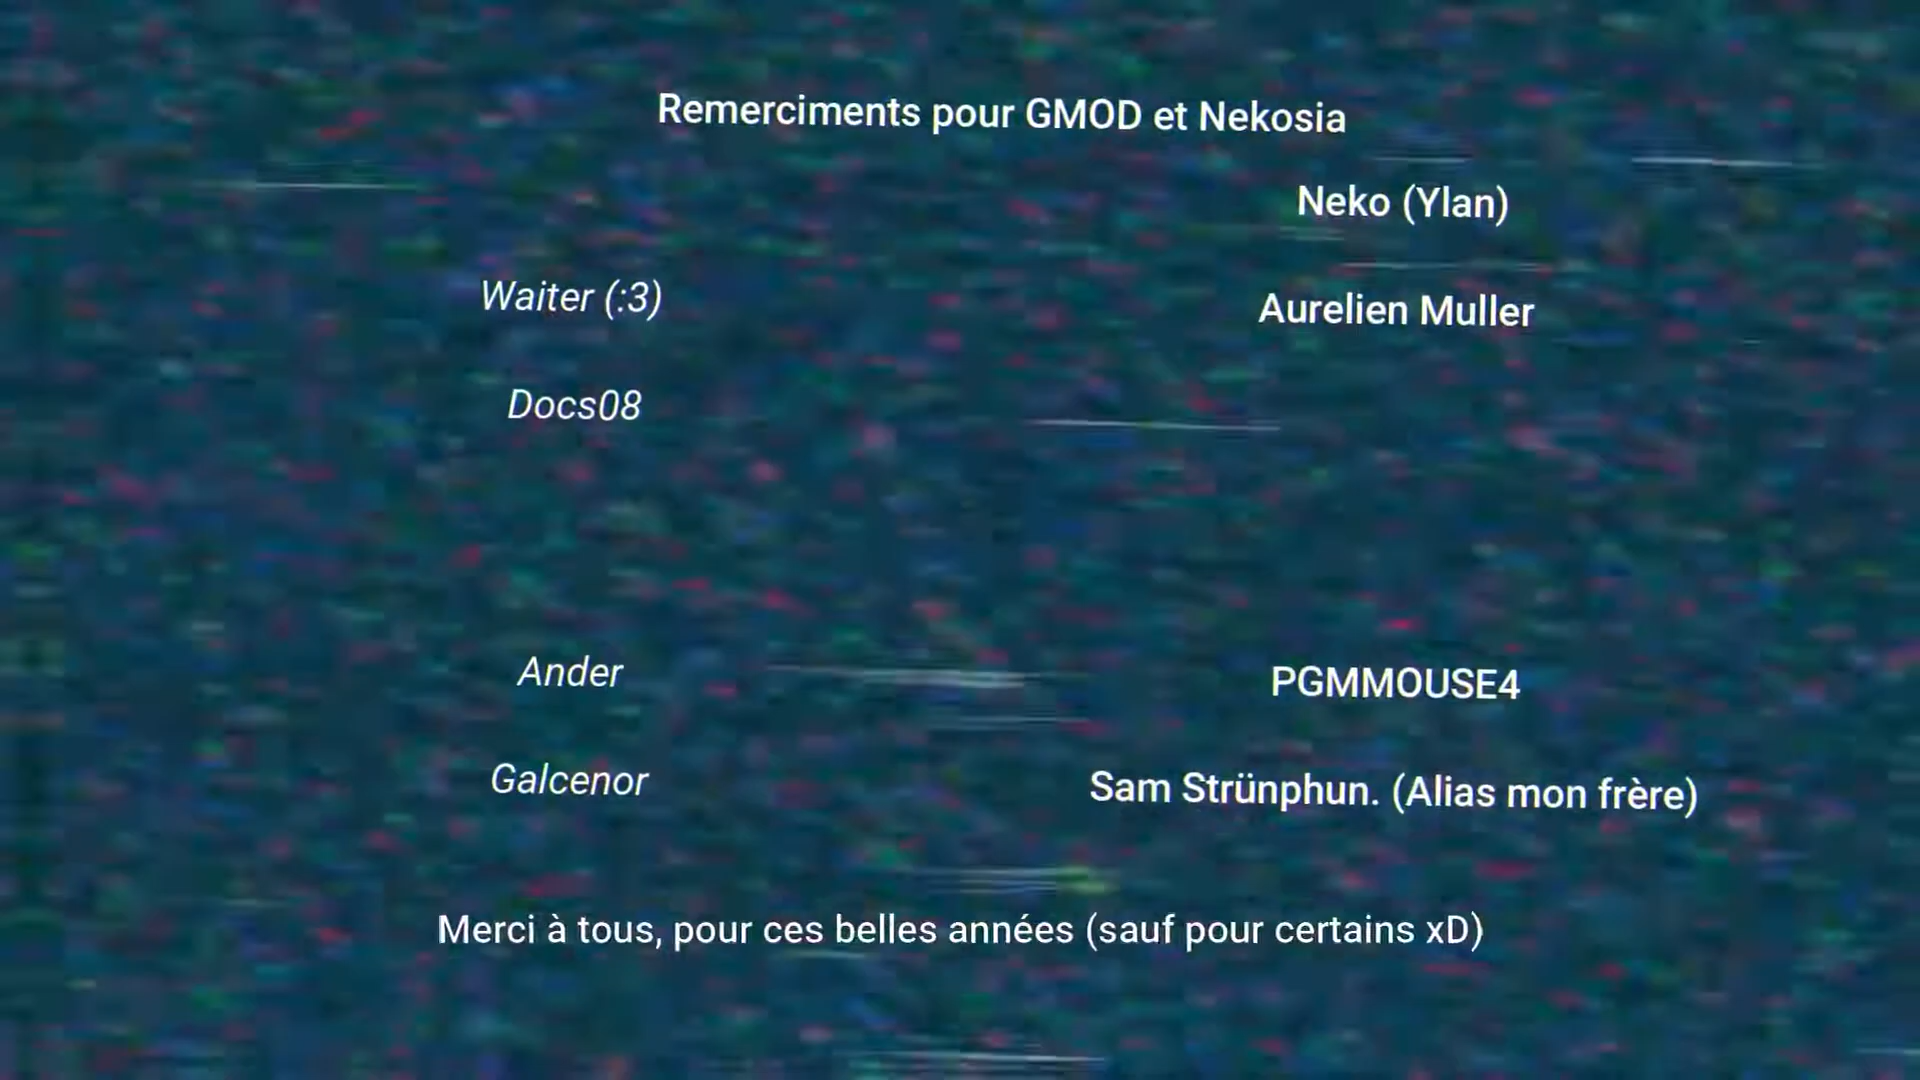 Remerciments pour GMOD et Nekosia
Neko (Ylan)
Waiter (:3)
Aurelien Muller
Docs08
Ander
PGMMOUSE4
Galcenor
Sam Strünphun. (Alias mon frère)
Merci à tous, pour ces belles années (sauf pour certains xD)